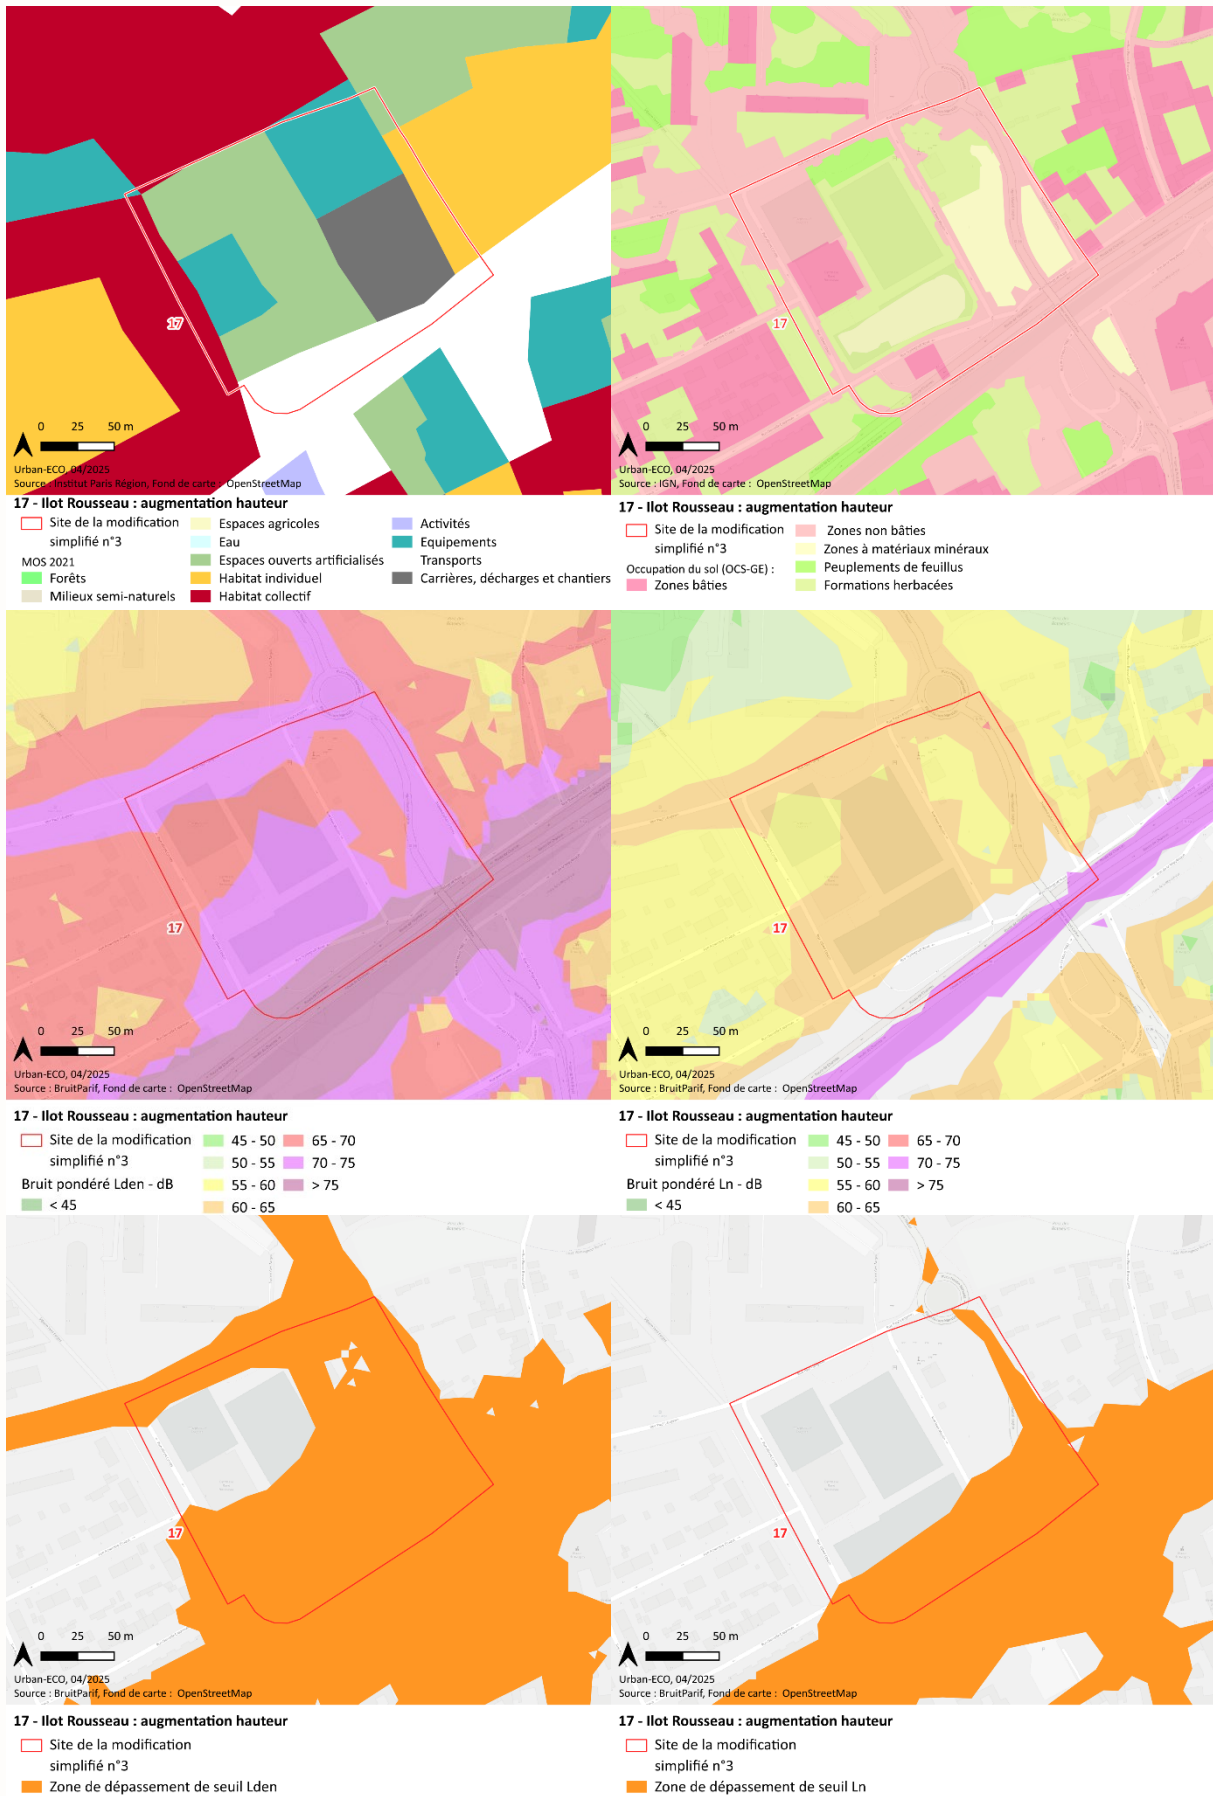 17
0 25 50 m
Urban-ECO, 04/2025
Source : Institut Paris Région, Fond de carte : OpenStreetMap
17 - Ilot Rousseau : augmentation hauteur
Site de la modification
simplifié n°3
MOS 2021
Forêts
Milieux semi-naturels
Espaces agricoles
Eau
Espaces ouverts artificialisés
Habitat individuel
Habitat collectif
Activités
Equipements
Transports
Carrières, décharges et chantiers
17
0 25 50 m
Urban-ECO, 04/2025
Source : IGN, Fond de carte : OpenStreetMap
17 - Ilot Rousseau : augmentation hauteur
Site de la modification
simplifié n°3
Occupation du sol (OCS-GE) :
Zones bâties
Zones non bâties
Zones à matériaux minéraux
Peuplements de feuillus
Formations herbacées
17
0 25 50 m
Urban-ECO, 04/2025
Source : BruitParif, Fond de carte : OpenStreetMap
17 - Ilot Rousseau : augmentation hauteur
Site de la modification
simplifié n°3
Bruit pondéré Lden - dB
< 45
45 - 50
50 - 55
55 - 60
60 - 65
65 - 70
70 - 75
> 75
17
0 25 50 m
Urban-ECO, 04/2025
Source : BruitParif, Fond de carte : OpenStreetMap
17 - Ilot Rousseau : augmentation hauteur
Site de la modification
simplifié n°3
Bruit pondéré Ln - dB
< 45
45 - 50
50 - 55
55 - 60
60 - 65
65 - 70
70 - 75
> 75
17
0 25 50 m
Urban-ECO, 04/2025
Source : BruitParif, Fond de carte : OpenStreetMap
17 - Ilot Rousseau : augmentation hauteur
Site de la modification
simplifié n°3
Zone de dépassement de seuil Lden
17
0 25 50 m
Urban-ECO, 04/2025
Source : BruitParif, Fond de carte : OpenStreetMap
17 - Ilot Rousseau : augmentation hauteur
Site de la modification
simplifié n°3
Zone de dépassement de seuil Ln